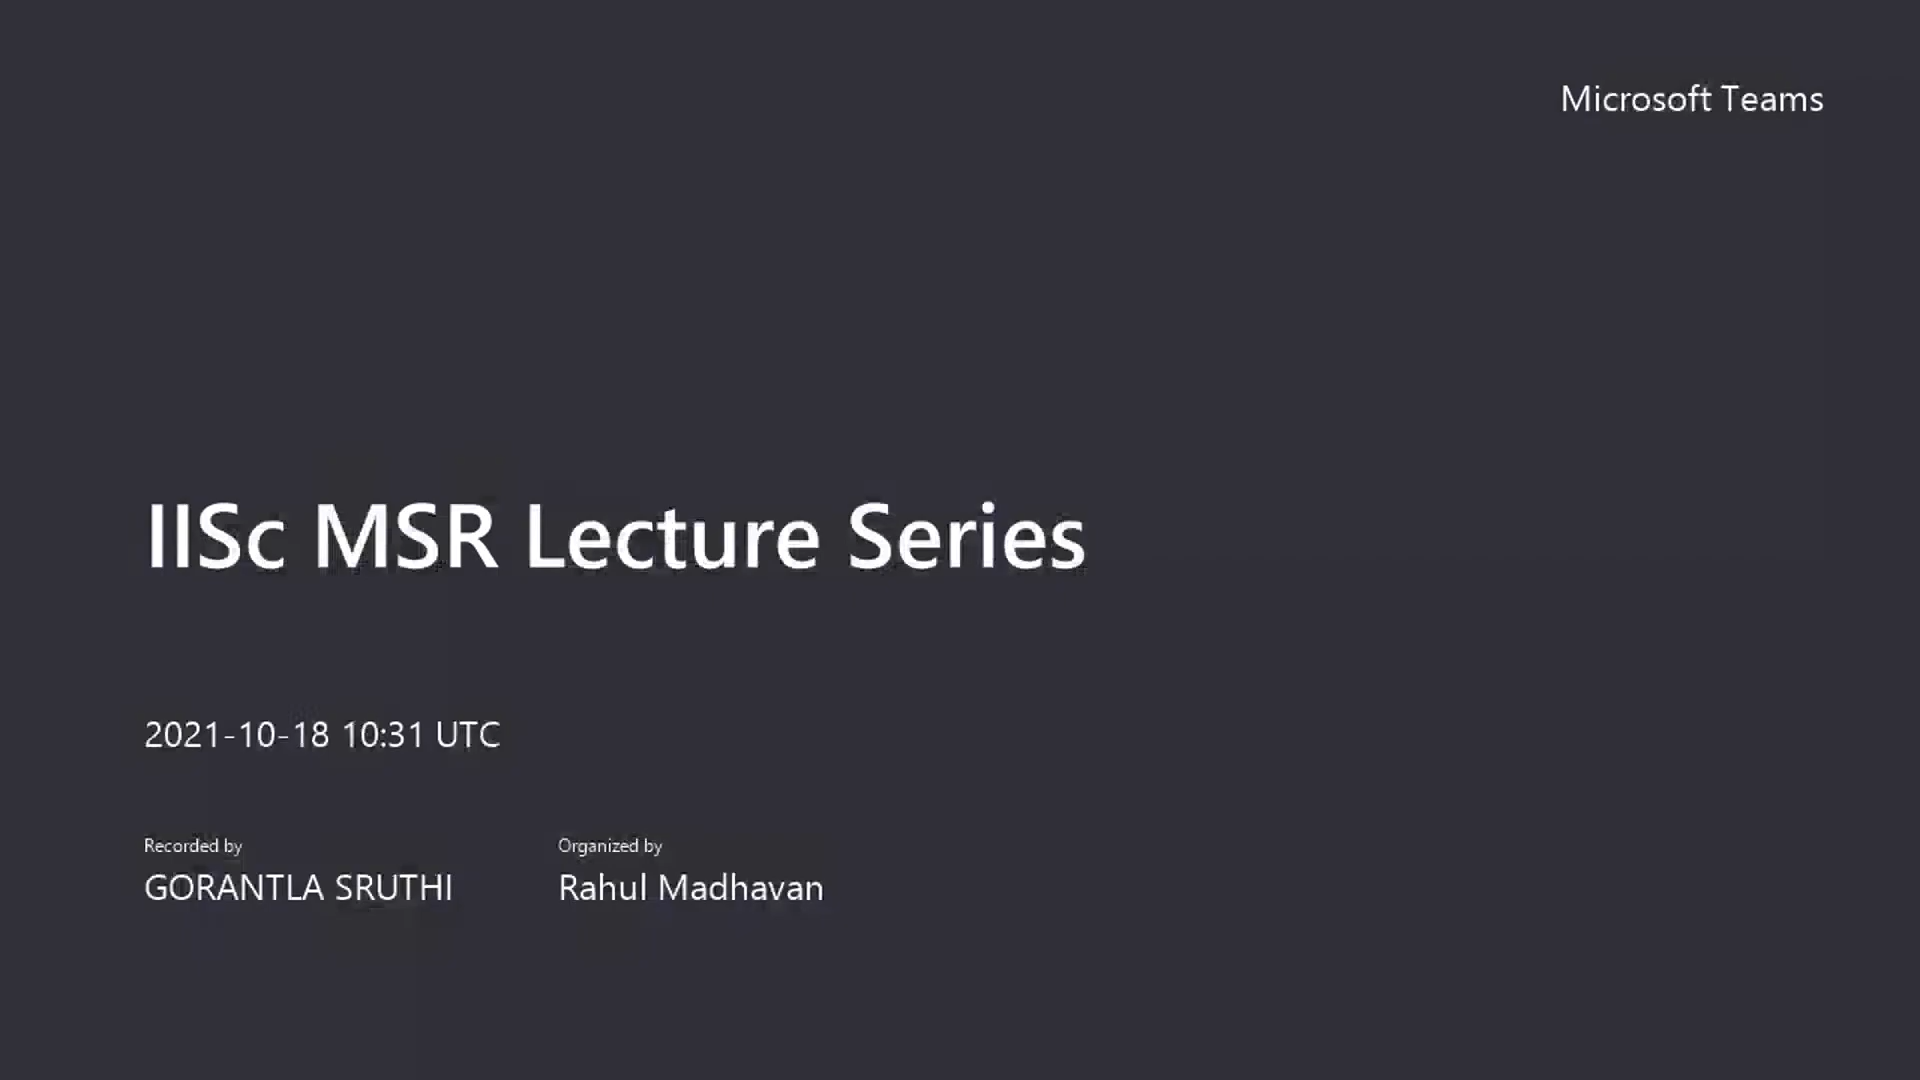 Microsoft Teams
IISc MSR Lecture Series
2021-10-18 10:31 UTC
Recorded by
GORANTLA SRUTHI
Organized by
Rahul Madhavan